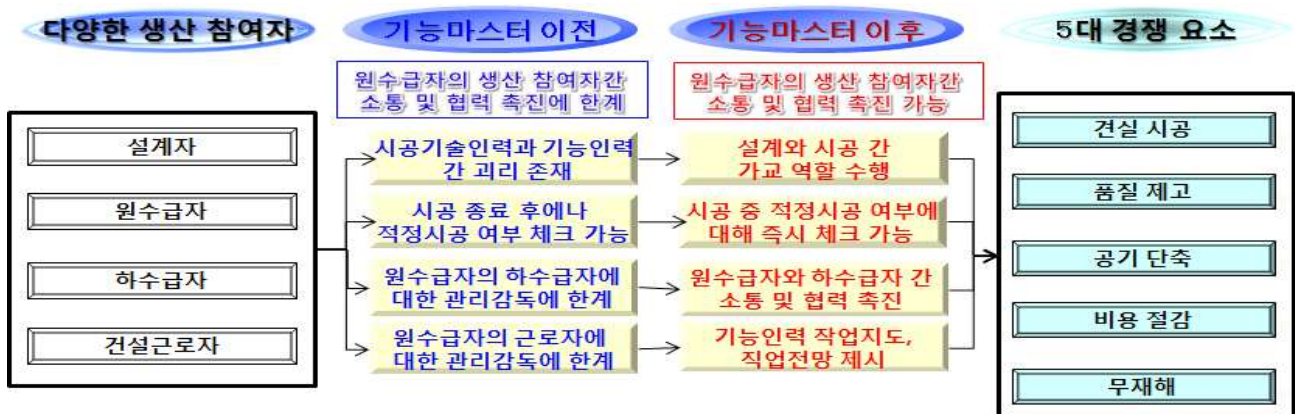 다양한 생산 참여자
기능마스터 이전
기능마스터 이후
5대 경쟁 요소
원수급자의 생산 참여자간
소통 및 협력 촉진에 한계
원수급자의 생산 참여자간
소통 및 협력 촉진 가능
설계자
원수급자
하수급자
건설근로자
시공기술인력과 기능인력
간 괴리 존재
시공 종료 후에나
적정시공 여부 체크 가능
원수급자의 하수급자에
대한 관리감독에 한계
원수급자의 근로자에
대한 관리감독에 한계
설계와 시공 간
가교 역할 수행
시공 중 적정시공 여부에
대해 즉시 체크 가능
원수급자와 하수급자 간
소통 및 협력 촉진
기능인력 작업지도,
직업전망 제시
견실 시공
품질 제고
공기 단축
비용 절감
무재해